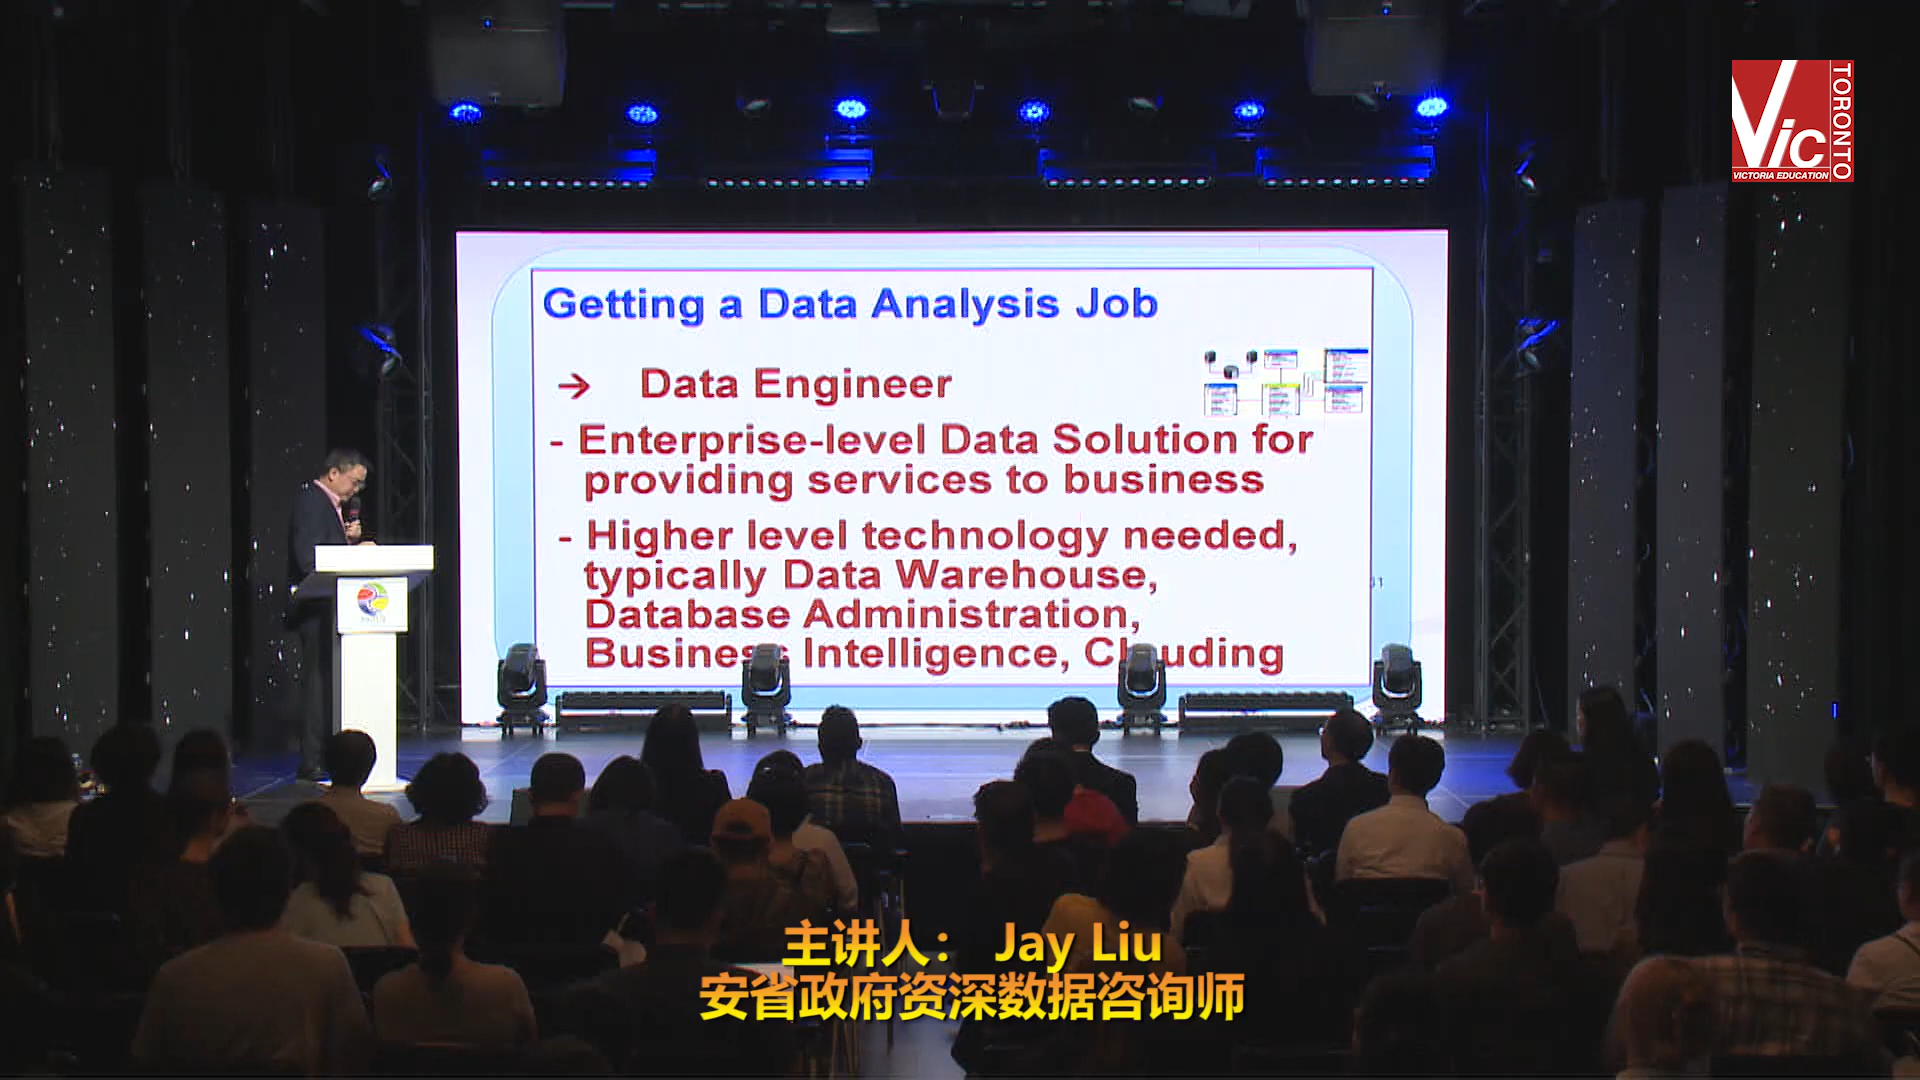 Vic
TORONTO
VICTORIA EDUCATION
Getting a Data Analysis Job
→ Data Engineer
- Enterprise-level Data Solution for
providing services to business
- Higher level technology needed,
typically Data Warehouse,
Database Administration,
Business Intelligence, Clouding
主讲人： Jay Liu
安省政府资深数据咨询师